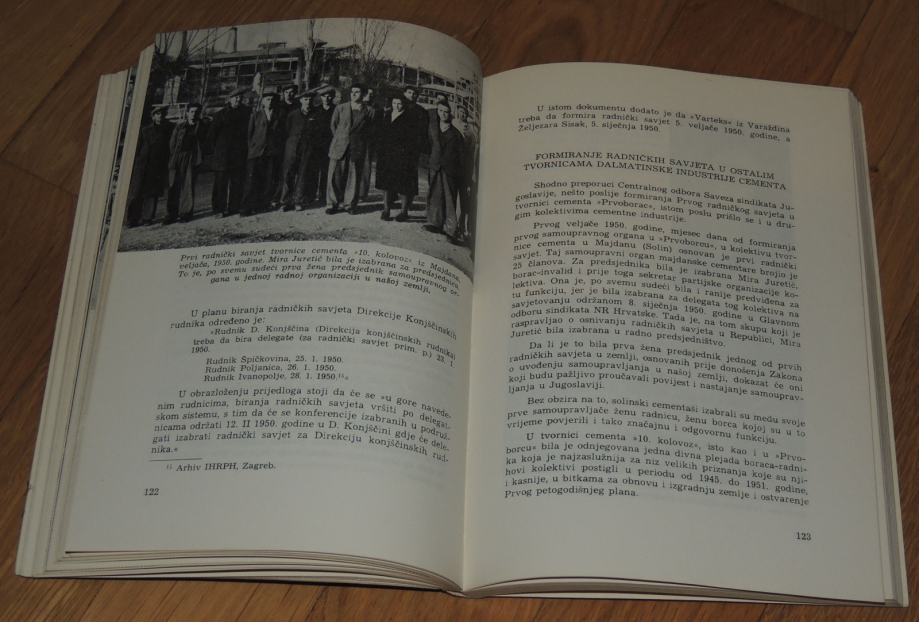 Prvi radnički savjet tvornice cementa »10. kolovoz« iz Majdana,
veljača, 1950. godine. Mira Juretić bila je izabrana za predsjednicu.
To je, po svemu sudeći prva žena predsjednik samoupravnog or-
gana u jednoj radnoj organizaciji u našoj zemlji,
U planu biranja radničkih savjeta Direkcije Konjščinskih
rudnika određeno je:
»Rudnik D. Konjščina (Direkcija konjščinskih rudnika)
treba da bira delegate (za radnički savjet prim. p.) 23. 1.
1950.
Rudnik Špičkovina, 25. 1. 1950.
Rudnik Poljanica, 26. 1. 1950.
Rudnik Ivanopolje, 28. 1. 1950.¹⁵«
U obrazloženju prijedloga stoji da će se »u gore navede-
nim rudnicima, biranja radničkih savjeta vršiti po delegat-
skom sistemu, s tim da će se konferencije izabranih u podruž-
nicama održati 12. II 1950. godine u D. Konjščini gdje će dele-
gati izabrati radnički savjet za Direkciju konjščinskih rud-
nika.«
¹⁵ Arhiv IHRPH, Zagreb.
122
U istom dokumentu dodato je da »Varteks« iz Varaždina
treba da formira radnički savjet 5. veljače 1950. godine, a
Željezara Sisak, 5. siječnja 1950.
FORMIRANJE RADNIČKIH SAVJETA U OSTALIM
TVORNICAMA DALMATINSKE INDUSTRIJE CEMENTA
Shodno preporuci Centralnog odbora Saveza sindikata Ju-
goslavije, nešto poslije formiranja Prvog radničkog savjeta u
tvornici cementa »Prvoborac«, istom poslu prišlo se i u dru-
gim kolektivima cementne industrije.
Prvog veljače 1950. godine, mjesec dana od formiranja
prvog samoupravnog organa u »Prvoborcu«, u kolektivu tvor-
nice cementa u Majdanu (Solin) osnovan je prvi radnički
savjet. Taj samoupravni organ majdanske cementare brojio je
25 članova. Za predsjednika bila je izabrana Mira Juretić,
borac-invalid i prije toga sekretar partijske organizacije ko-
lektiva. Ona je, po svemu sudeći bila i ranije predviđena za
tu funkciju, jer je bila izabrana za delegata tog kolektiva na
savjetovanju održanom 8. siječnja 1950. godine u Glavnom
odboru sindikata NR Hrvatske. Tada je, na tom skupu koji je
raspravljao o osnivanju radničkih savjeta u Republici, Mira
Juretić bila izabrana u radno predsjedništvo.
Da li je to bila prva žena predsjednik jednog od prvih
radničkih savjeta u zemlji, osnovanih prije donošenja Zakona
o uvođenju samoupravljanja u našoj zemlji, dokazat će oni
koji budu pažljivo proučavali povijest i nastajanje samouprav-
ljanja u Jugoslaviji.
Bez obzira na to, solinski cementaši izabrali su među svoje
prve samoupravljače ženu radnicu, ženu borca kojoj su u to
vrijeme povjerili i tako značajnu i odgovornu funkciju.
U tvornici cementa »10. kolovoz«, isto kao i u »Prvo-
borcu« bila je odnjegovana jedna divna plejada boraca-radni-
ka koja je najzaslužnija za niz velikih priznanja koje su nji-
hovi kolektivi postigli u periodu od 1945. do 1951. godine,
i kasnije, u bitkama za obnovu i izgradnju zemlje i ostvarenje
Prvog petogodišnjeg plana.
123